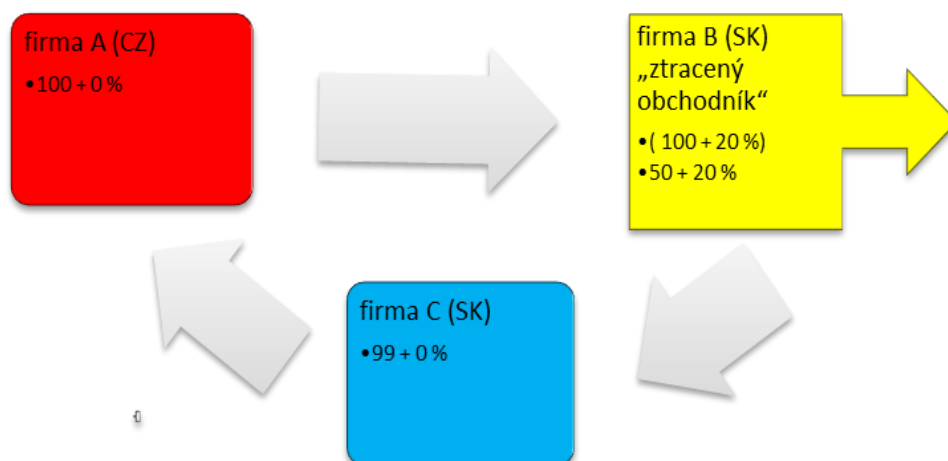 firma A (CZ)
•100 + 0 %
firma B (SK)
„ztracený
obchodník“
•( 100 + 20 %)
•50 + 20 %
firma C (SK)
•99 + 0 %